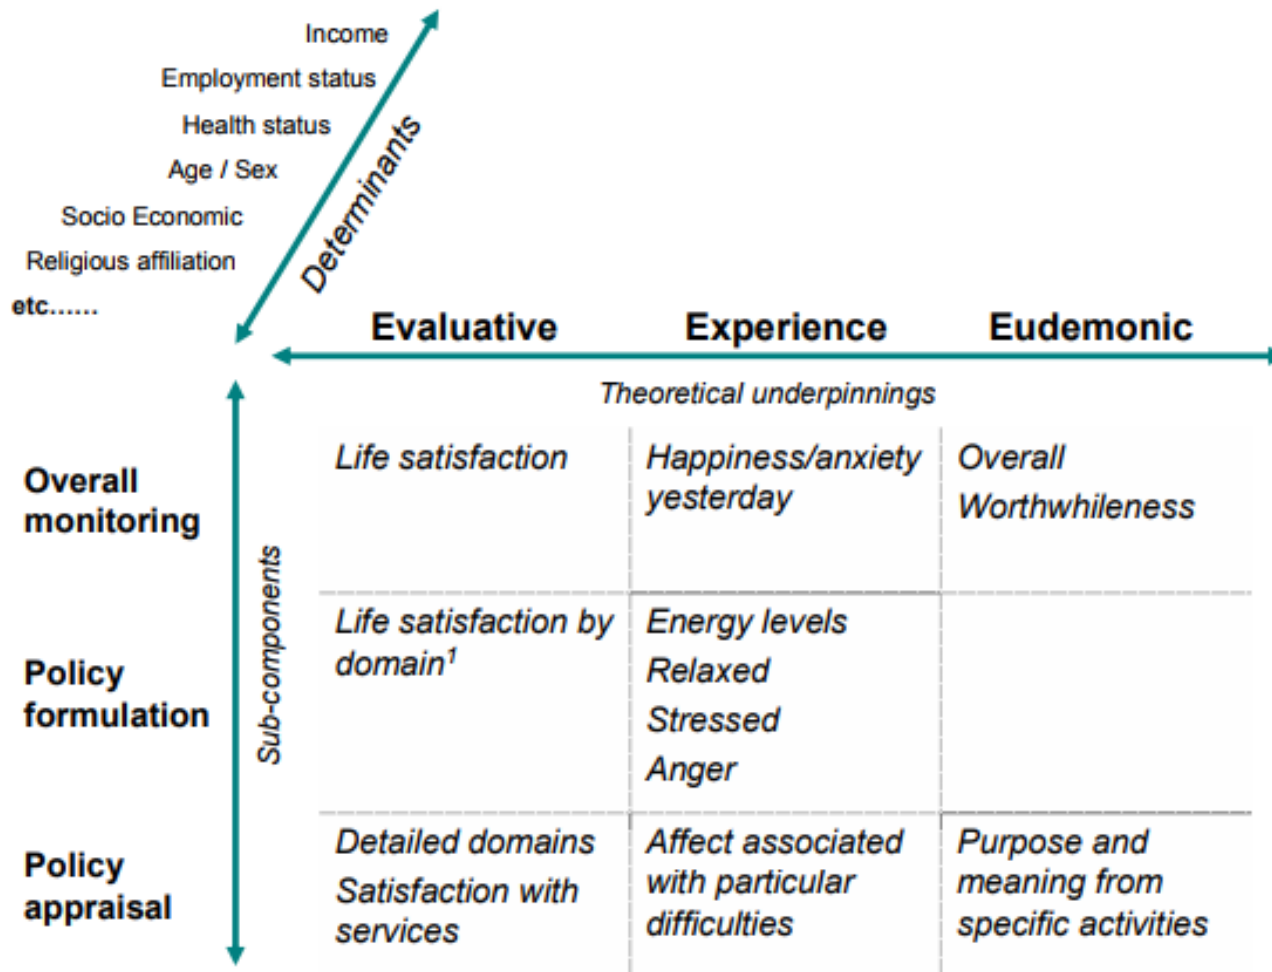 Income
Employment status
Health status
Age / Sex
Socio Economic
Religious affiliation
etc......
Determinants
Evaluative
Experience
Eudemonic
Theoretical underpinnings
Sub-components
Overall
monitoring
Life satisfaction
Happiness/anxiety
yesterday
Overall
Worthwhileness
Policy
formulation
Life satisfaction by
domain¹
Energy levels
Relaxed
Stressed
Anger
Policy
appraisal
Detailed domains
Satisfaction with
services
Affect associated
with particular
difficulties
Purpose and
meaning from
specific activities